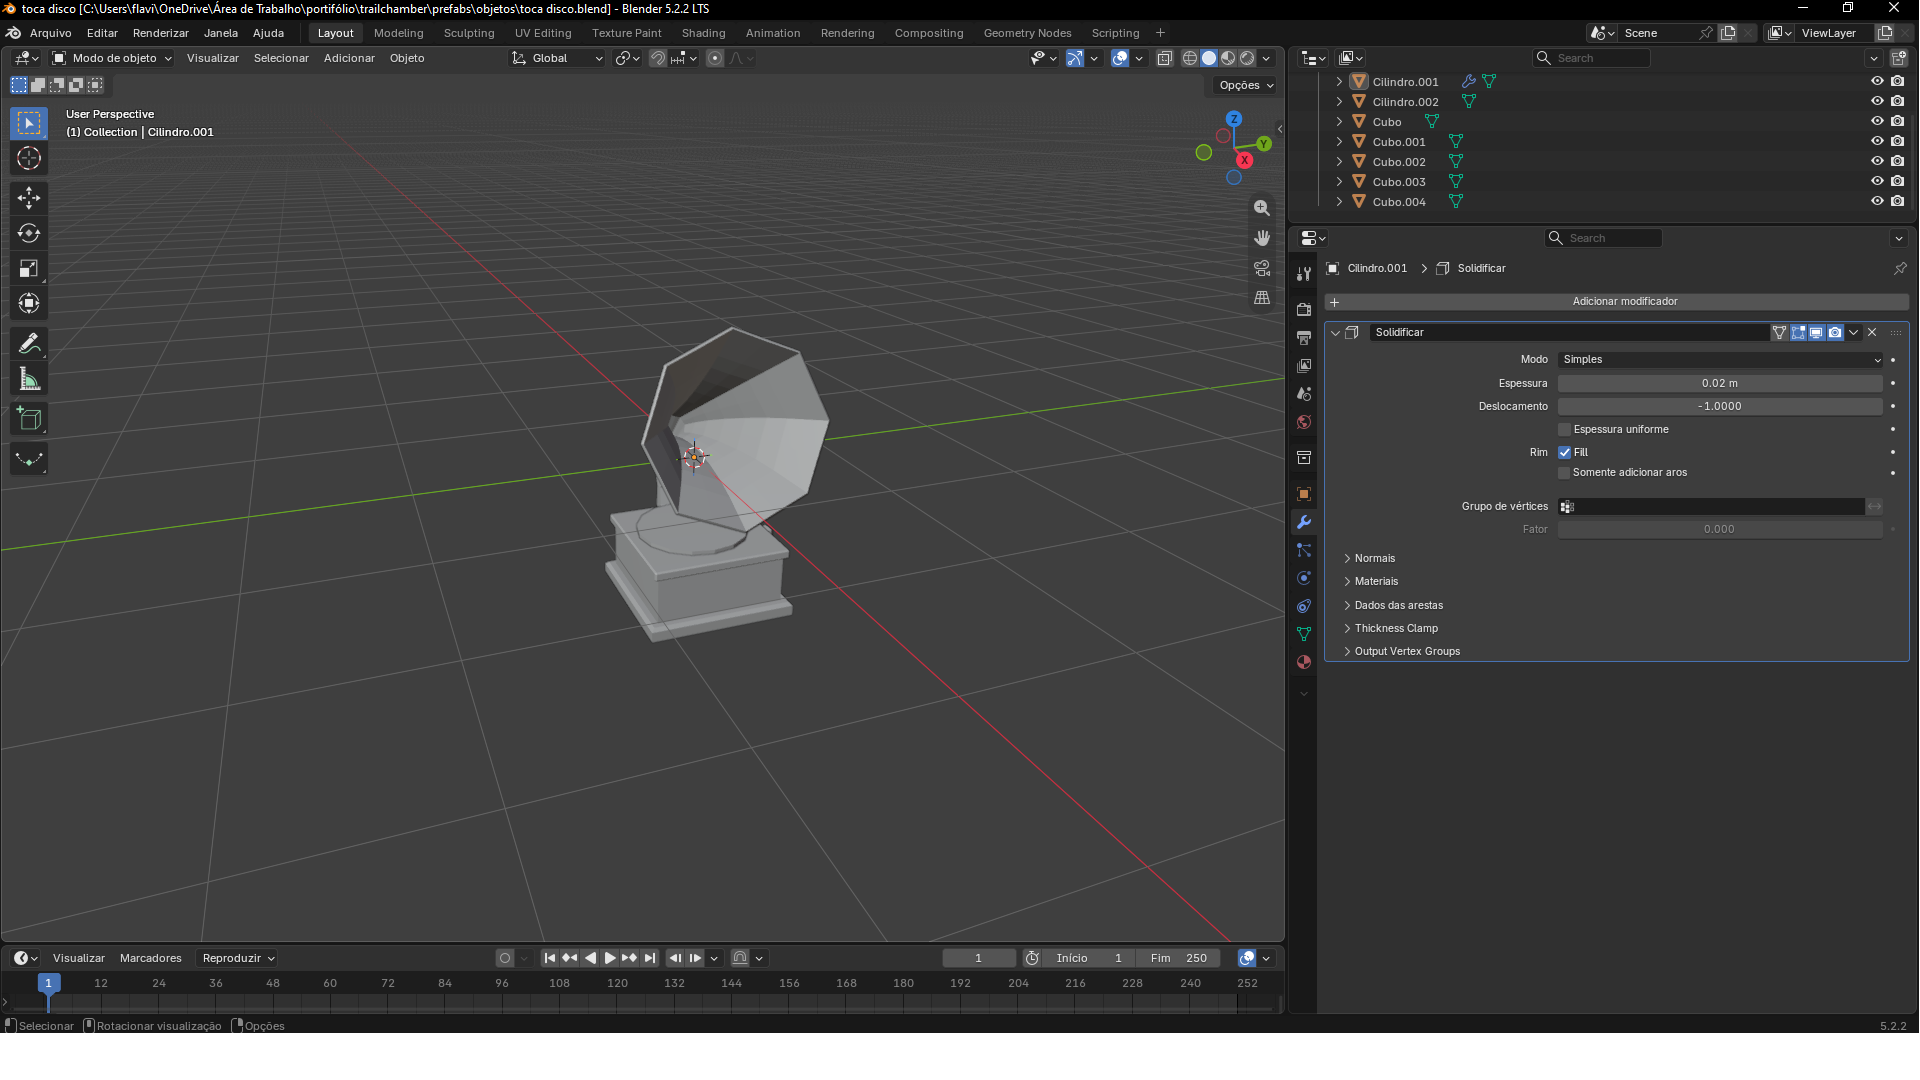 toca disco [C:\Users\flavi\OneDrive\Área de Trabalho\portifólio\trailchamber\prefabs\objetos\toca disco.blend] - Blender 5.2.2 LTS
Arquivo Editar Renderizar Janela Ajuda Layout Modeling Sculpting UV Editing Texture Paint Shading Animation Rendering Compositing Geometry Nodes Scripting Scene ViewLayer
Modo de objeto Visualizar Selecionar Adicionar Objeto Global Search
Opções
User Perspective
(1) Collection | Cilindro.001
Z
Y
X
Cilindro.001
Cilindro.002
Cubo
Cubo.001
Cubo.002
Cubo.003
Cubo.004
Search
Cilindro.001 Solidificar
Adicionar modificador
Solidificar
Modo Simples
Espessura 0.02 m
Deslocamento -1.0000
Espessura uniforme
Rim Fill
Somente adicionar aros
Grupo de vértices
Fator 0.000
Normais
Materiais
Dados das arestas
Thickness Clamp
Output Vertex Groups
Visualizar Marcadores Reproduzir 1 Início 1 Fim 250
1 12 24 36 48 60 72 84 96 108 120 132 144 156 168 180 192 204 216 228 240 252
Selecionar Rotacionar visualização Opções 5.2.2